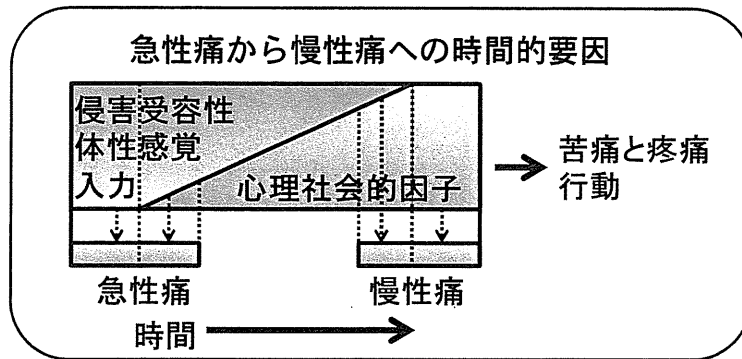 急性痛から慢性痛への時間的要因
侵害受容性
体性感覚
入力
心理社会的因子
苦痛と疼痛
行動
急性痛
慢性痛
時間